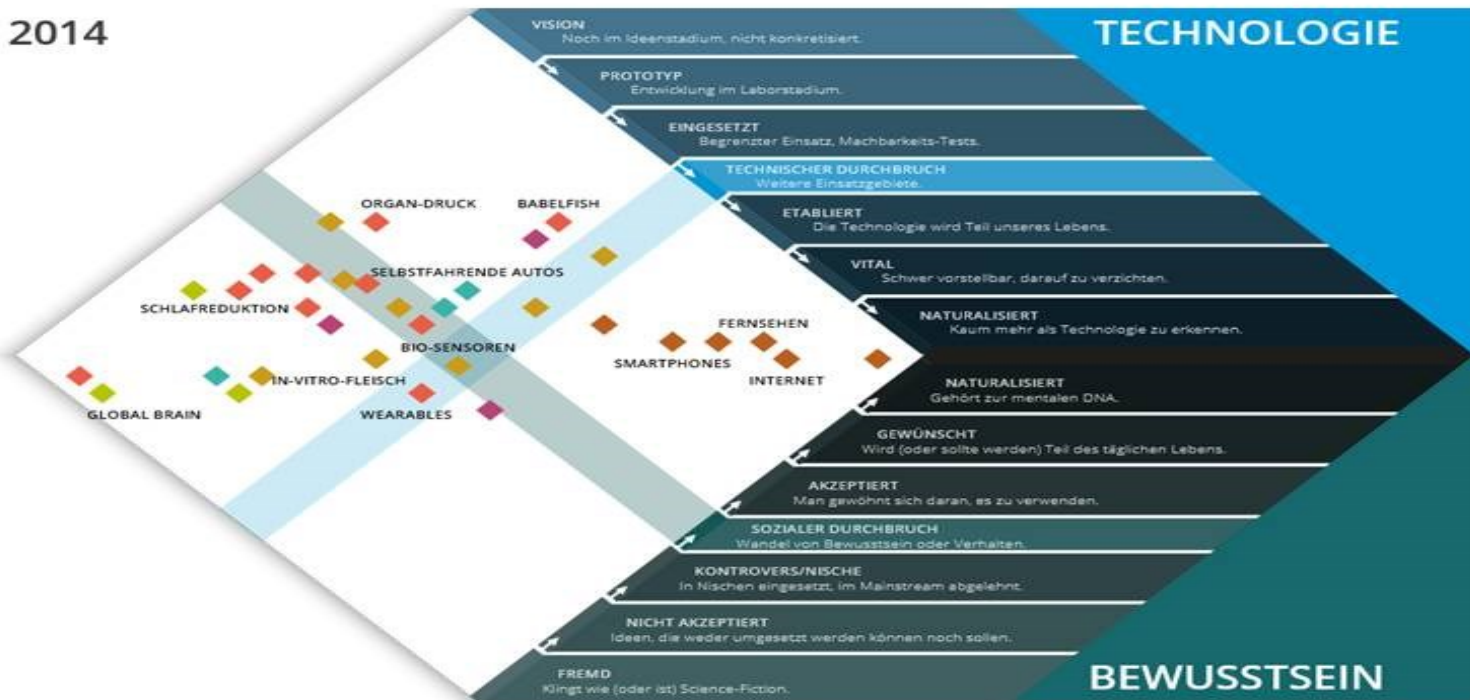 2014
TECHNOLOGIE
VISION
Noch im Ideenstadium, nicht konkretisiert.
PROTOTYP
Entwicklung im Laborstadium.
EINGESETZT
Begrenzter Einsatz, Machbarkeits-Tests.
TECHNISCHER DURCHBRUCH
Weitere Einsatzgebiete.
ETABLIERT
Die Technologie wird Teil unseres Lebens.
VITAL
Schwer vorstellbar, darauf zu verzichten.
NATURALISIERT
Kaum mehr als Technologie zu erkennen.
ORGAN-DRUCK
BABELFISH
SELBSTFAHRENDE AUTOS
SCHLAFREDUKTION
FERNSEHEN
BIO-SENSOREN
SMARTPHONES
IN-VITRO-FLEISCH
INTERNET
GLOBAL BRAIN
WEARABLES
NATURALISIERT
Gehört zur mentalen DNA.
GEWÜNSCHT
Wird (oder sollte werden) Teil des täglichen Lebens.
AKZEPTIERT
Man gewöhnt sich daran, es zu verwenden.
SOZIALER DURCHBRUCH
Wandel von Bewusstsein oder Verhalten.
KONTROVERS/NISCHE
In Nischen eingesetzt, im Mainstream abgelehnt.
NICHT AKZEPTIERT
Ideen, die weder umgesetzt werden können noch sollen.
FREMD
Klingt wie (oder ist) Science-Fiction.
BEWUSSTSEIN